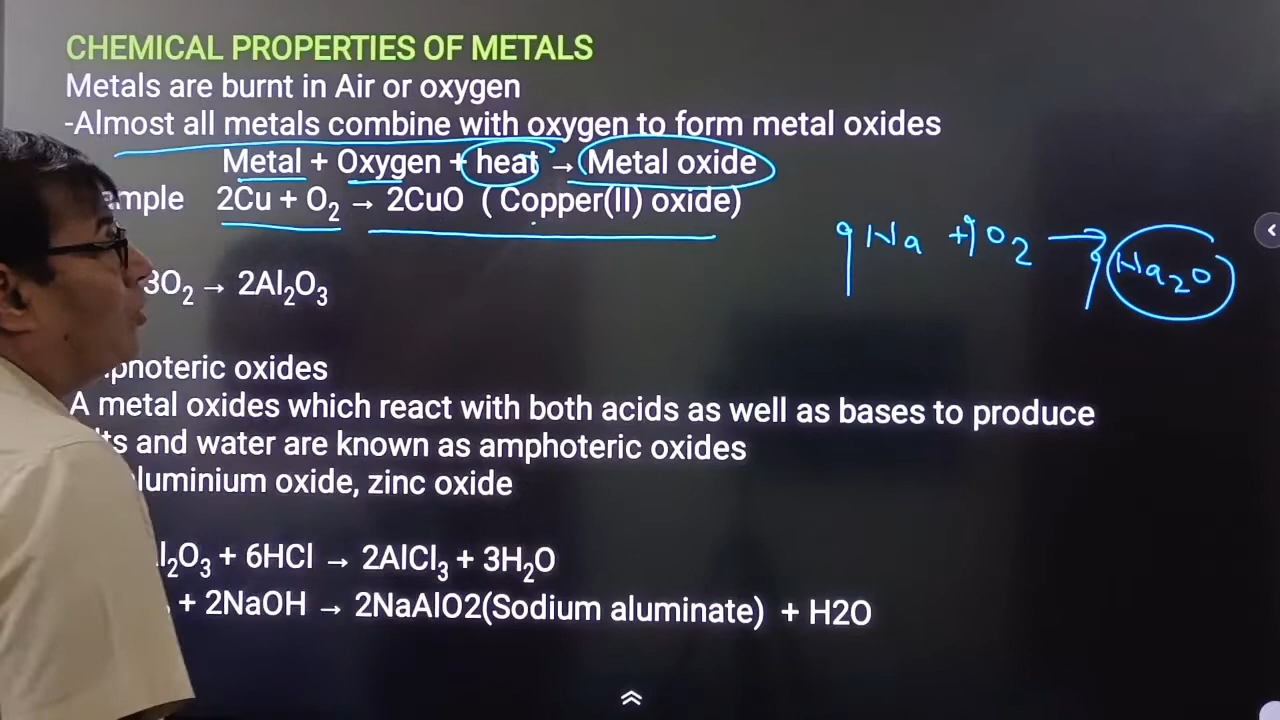 CHEMICAL PROPERTIES OF METALS
Metals are burnt in Air or oxygen
-Almost all metals combine with oxygen to form metal oxides
Metal + Oxygen + heat → Metal oxide
ample 2Cu + O₂ → 2CuO ( Copper(II) oxide)
Na + O₂ → Na₂O
3O₂ → 2Al₂O₃
photeric oxides
A metal oxides which react with both acids as well as bases to produce
ts and water are known as amphoteric oxides
luminium oxide, zinc oxide
l₂O₃ + 6HCl → 2AlCl₃ + 3H₂O
+ 2NaOH → 2NaAlO2(Sodium aluminate) + H2O